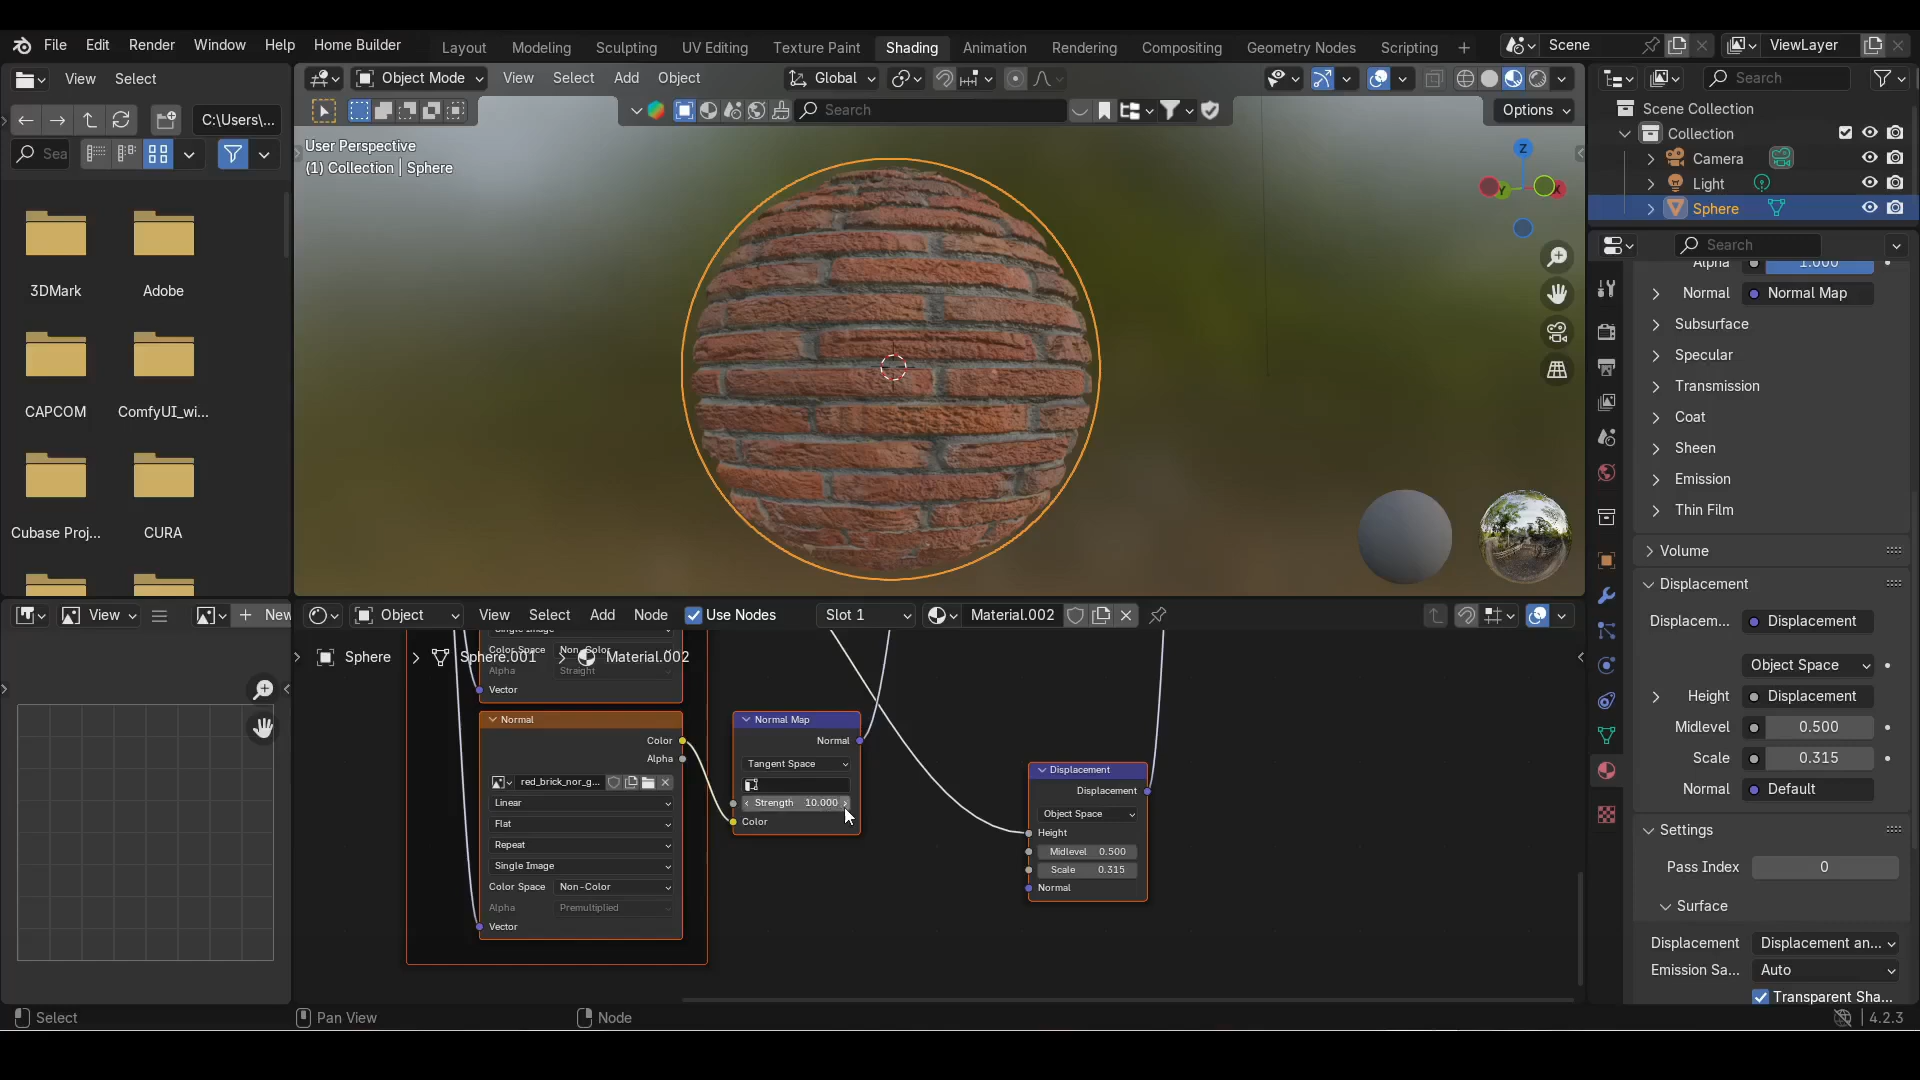 File Edit Render Window Help Home Builder Layout Modeling Sculpting UV Editing Texture Paint Shading Animation Rendering Compositing Geometry Nodes Scripting + Scene ViewLayer
View Select Object Mode View Select Add Object Global Search
C:\Users\... Search Options
Sea
User Perspective
(1) Collection | Sphere
Z
Y X
Scene Collection
Collection
Camera
Light
Sphere
Search
3DMark Adobe
CAPCOM ComfyUI_wi...
Cubase Proj... CURA
Alpha 1.000
Normal Normal Map
Subsurface
Specular
Transmission
Coat
Sheen
Emission
Thin Film
Volume
Displacement
Displacem... Displacement
Object Space
Height Displacement
Midlevel 0.500
Scale 0.315
Normal Default
Settings
Pass Index 0
Surface
Displacement Displacement an...
Emission Sa... Auto
Transparent Sha...
View + New
Object View Select Add Node Use Nodes Slot 1 Material.002
Single Image
Color Space Non-Color
Sphere > Sphere.001 > Material.002
Alpha Straight
Vector
Normal
Color
Alpha
red_brick_nor_g...
Linear
Flat
Repeat
Single Image
Color Space Non-Color
Alpha Premultiplied
Vector
Normal Map
Normal
Tangent Space
Strength 10.000
Color
Displacement
Displacement
Object Space
Height
Midlevel 0.500
Scale 0.315
Normal
Select Pan View Node 4.2.3